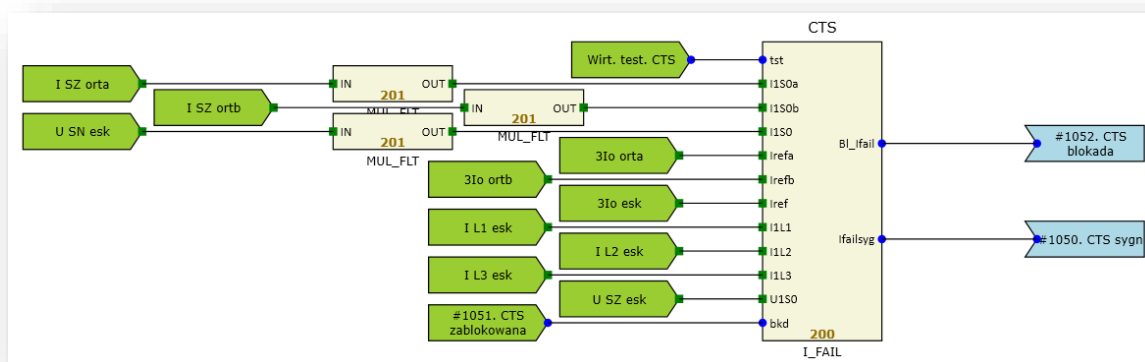 CTS
Wirt. test. CTS
tst
I SZ orta
IN OUT
201
MUL_FLT
I1S0a
I SZ ortb
IN OUT
201
MUL_FLT
I1S0b
U SN esk
IN OUT
201
MUL_FLT
I1S0
3Io orta
Irefa
3Io ortb
Irefb
3Io esk
Iref
I L1 esk
I1L1
I L2 esk
I1L2
I L3 esk
I1L3
U SZ esk
U1S0
#1051. CTS
zablokowana
bkd
Bl_Ifail
#1052. CTS
blokada
Ifailsyg
#1050. CTS sygn
200
I_FAIL